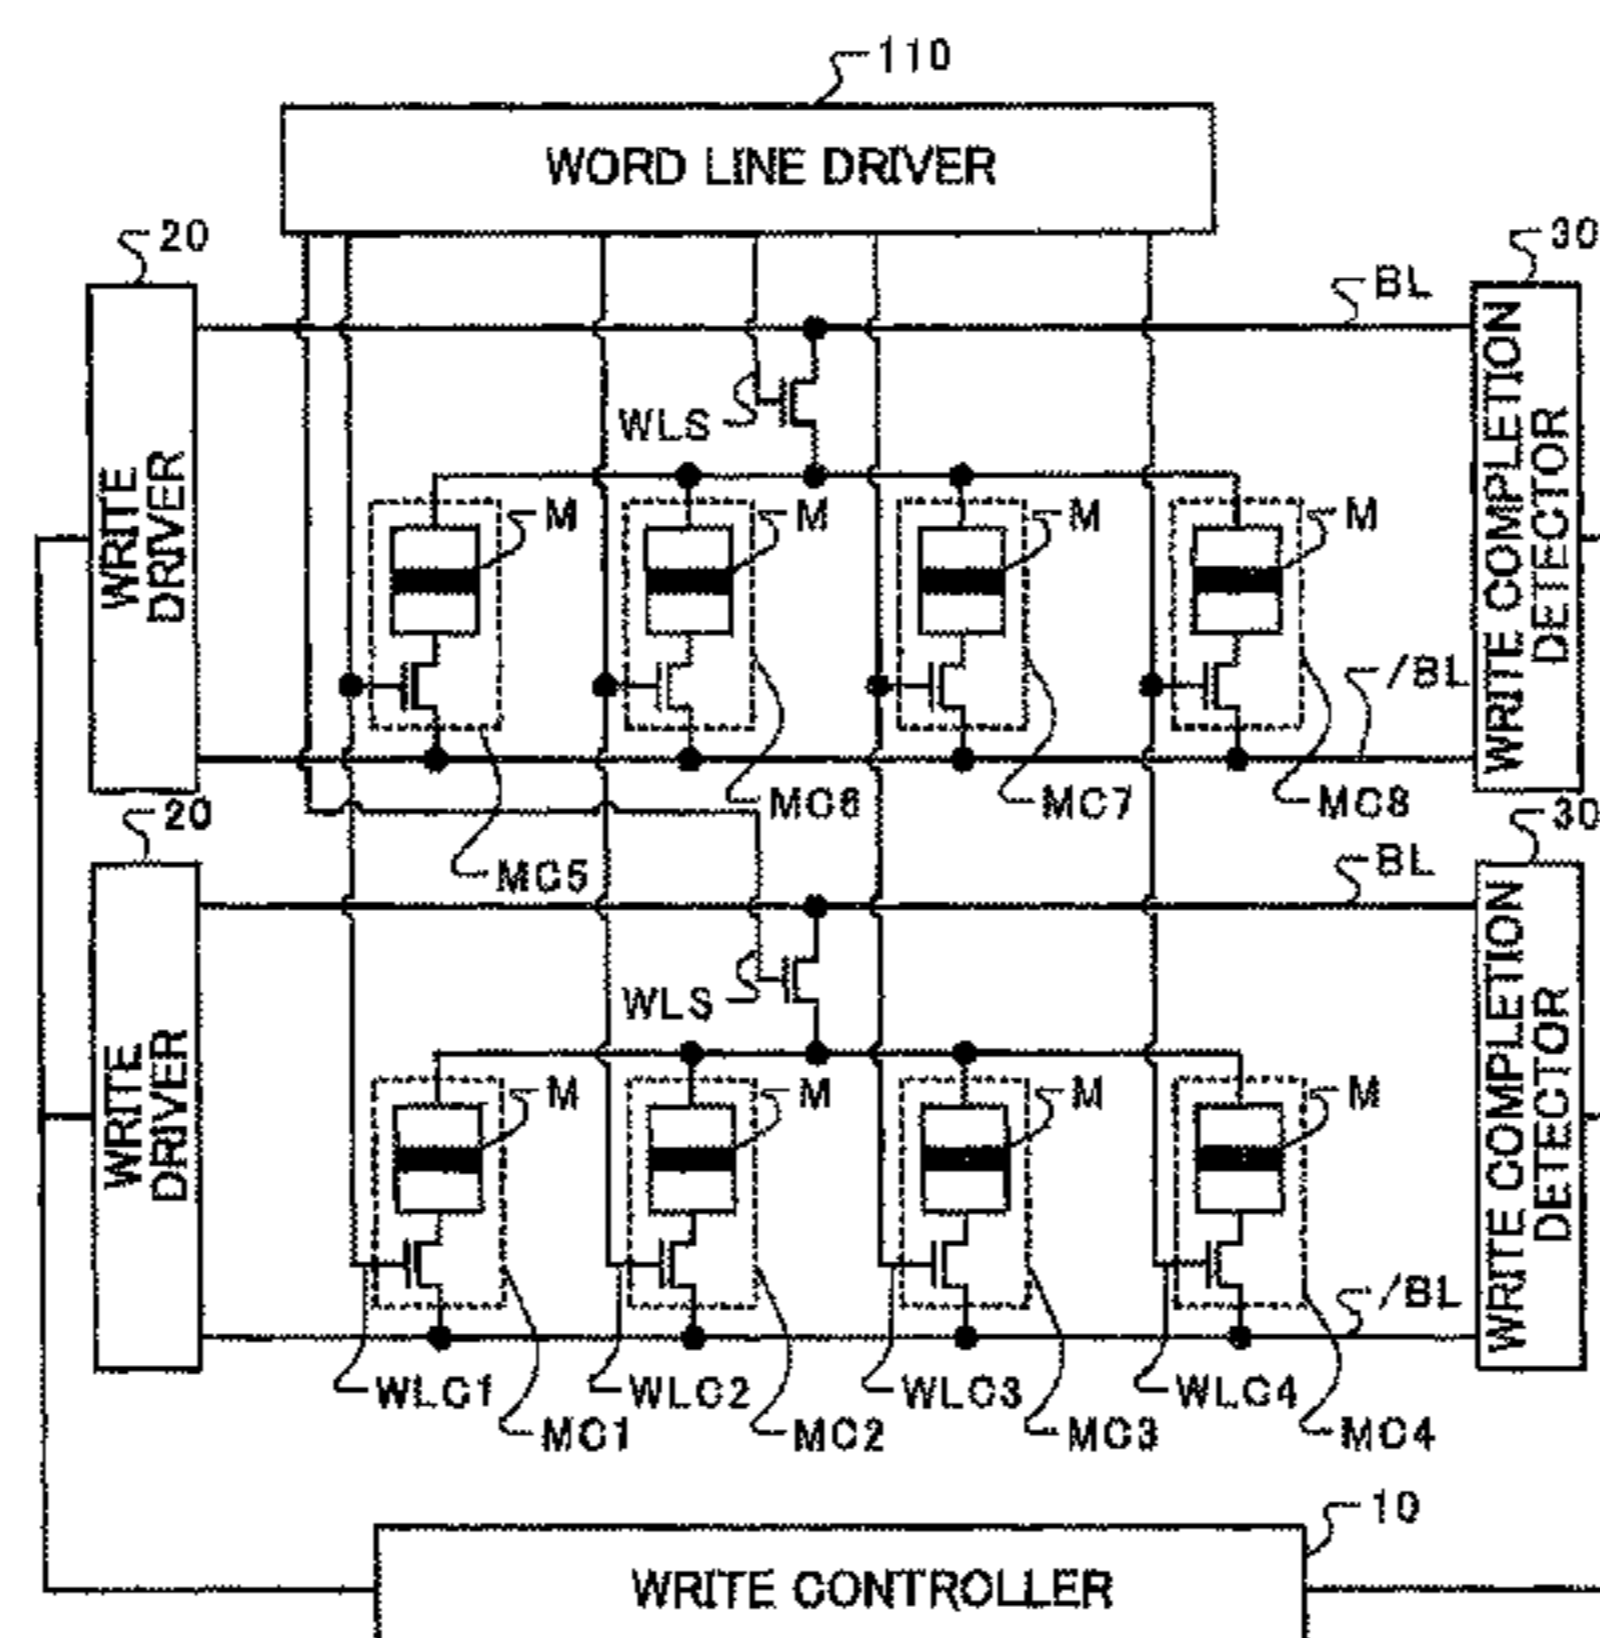 110
WORD LINE DRIVER
20
30
BL
WLS
WRITE
DRIVER
WRITE COMPLETION
DETECTOR
M
M
M
M
/BL
MC6
MC7
MC8
MC5
20
30
BL
WLS
WRITE
DRIVER
WRITE COMPLETION
DETECTOR
M
M
M
M
/BL
WLC1
WLC2
WLC3
WLC4
MC1
MC2
MC3
MC4
10
WRITE CONTROLLER